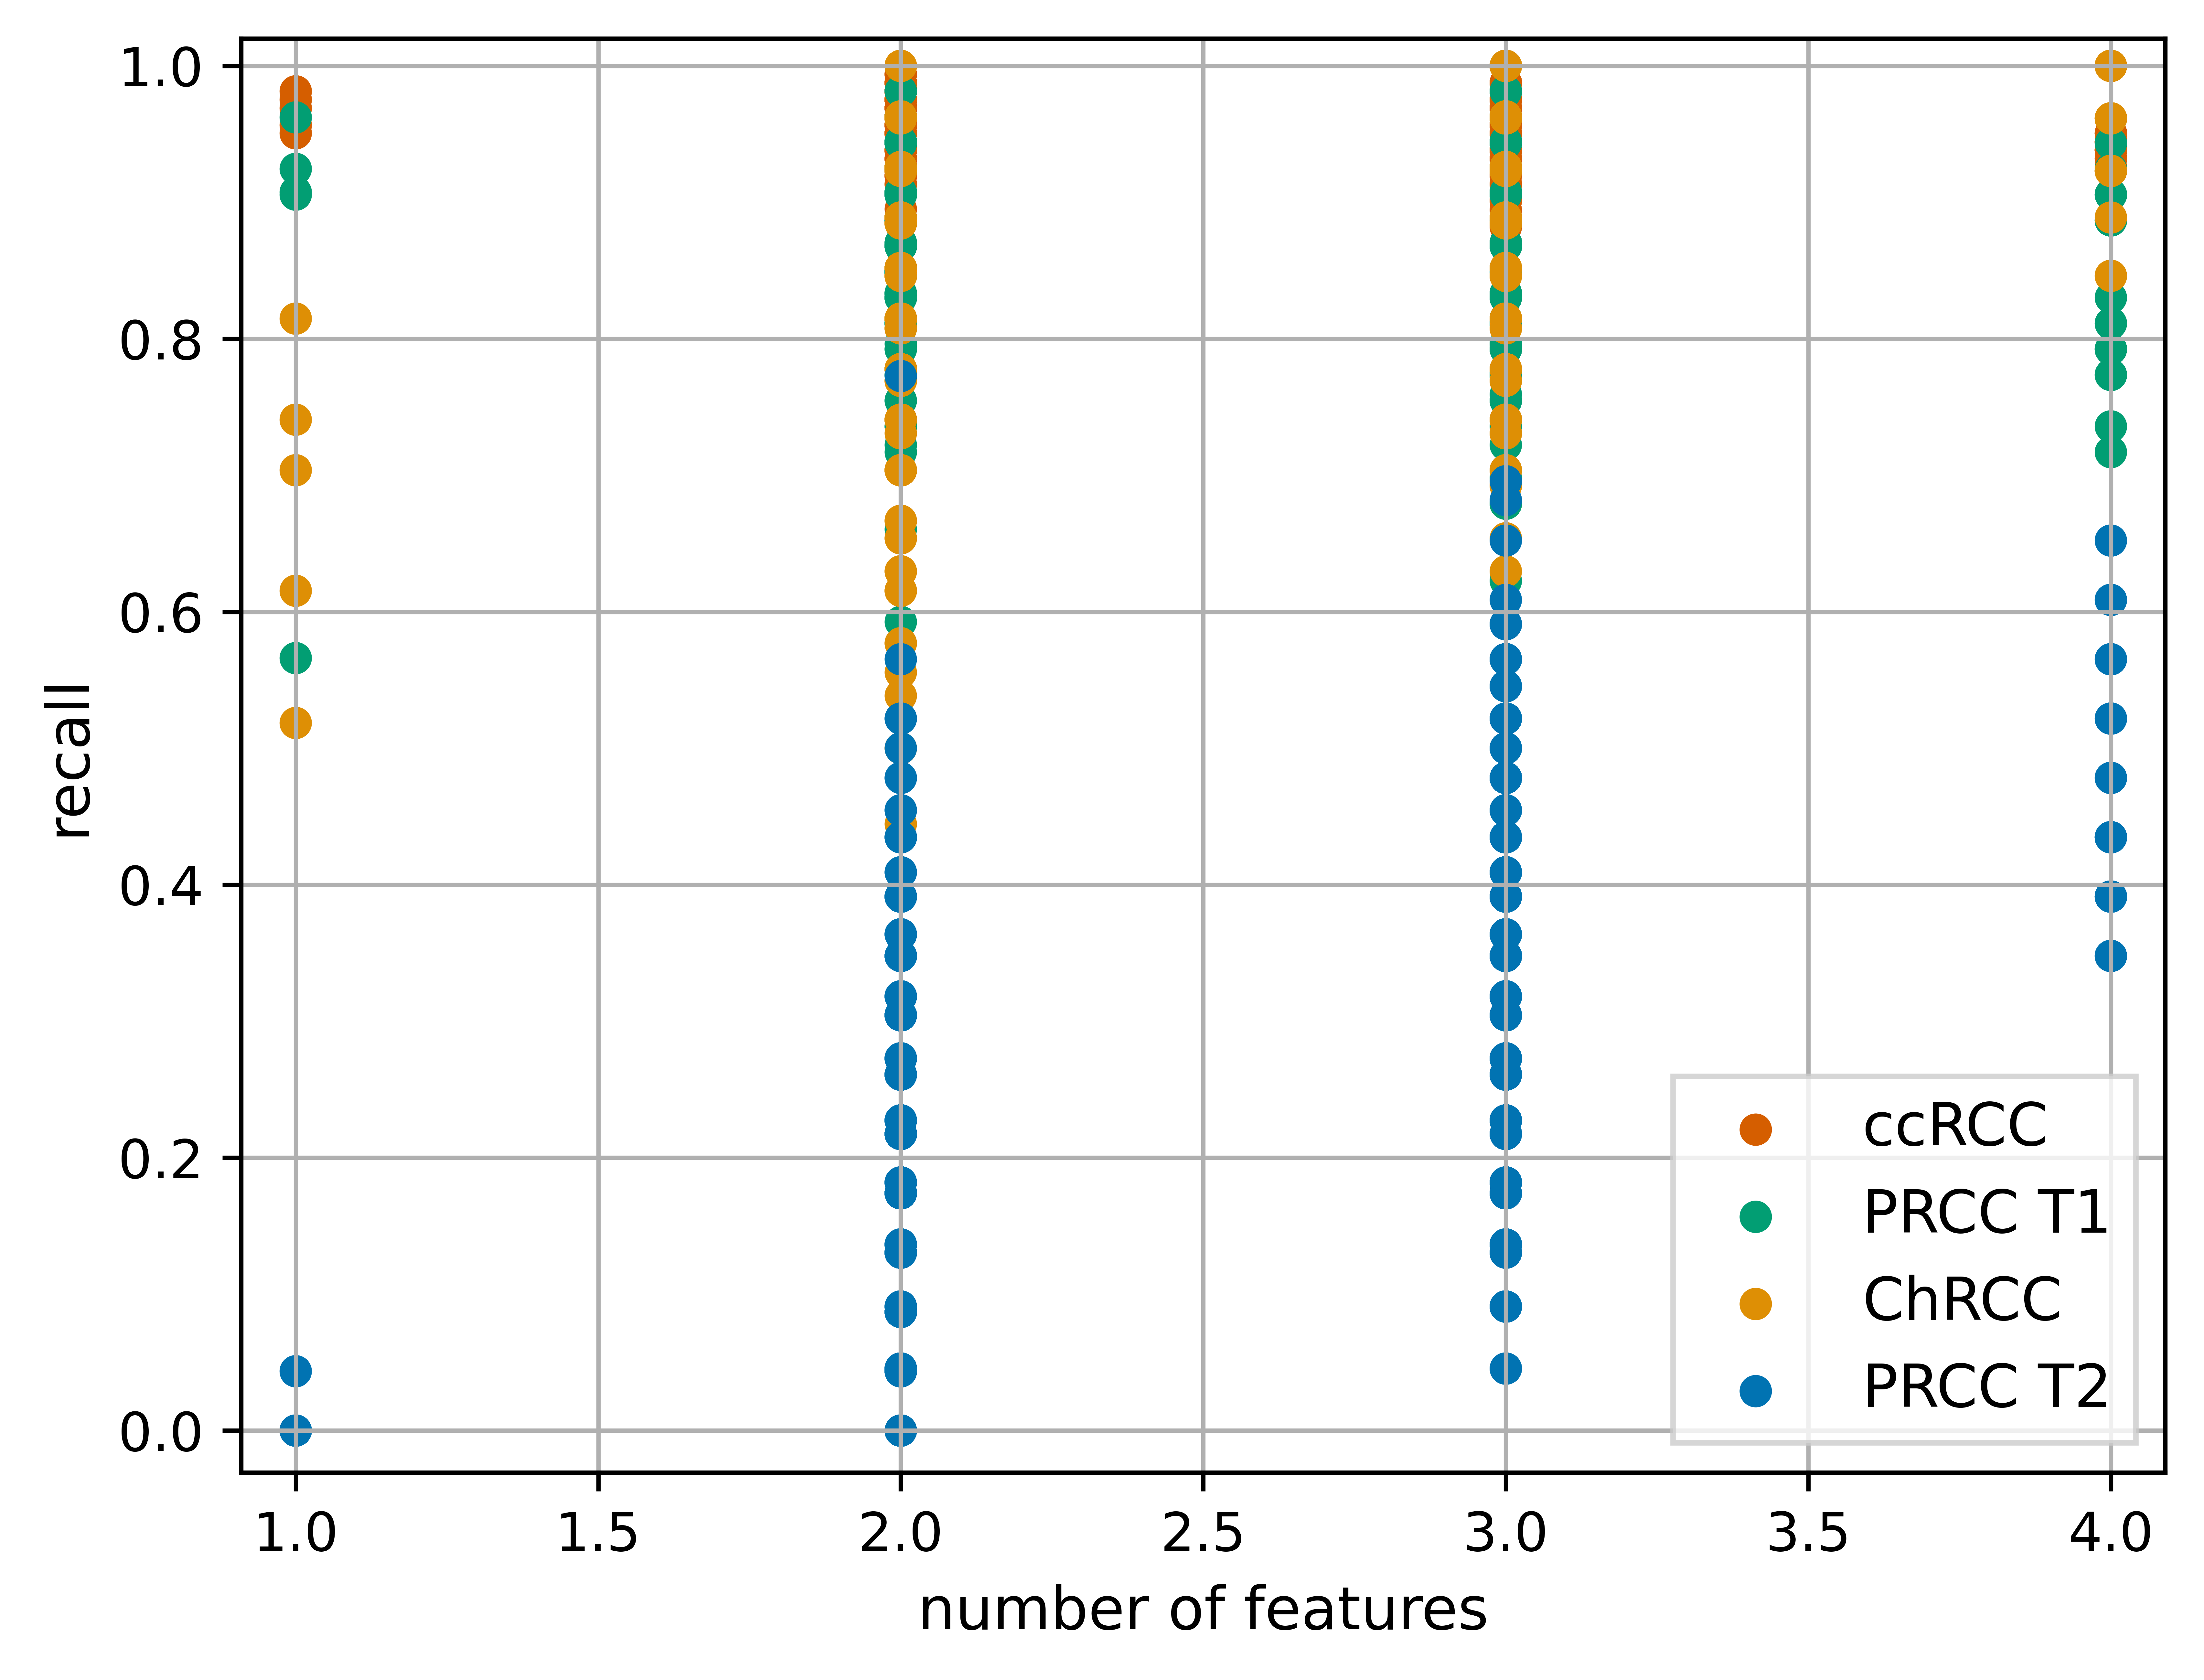 1.0
0.8
0.6
0.4
0.2
0.0
recall
1.0 1.5 2.0 2.5 3.0 3.5 4.0
number of features
ccRCC
PRCC T1
ChRCC
PRCC T2